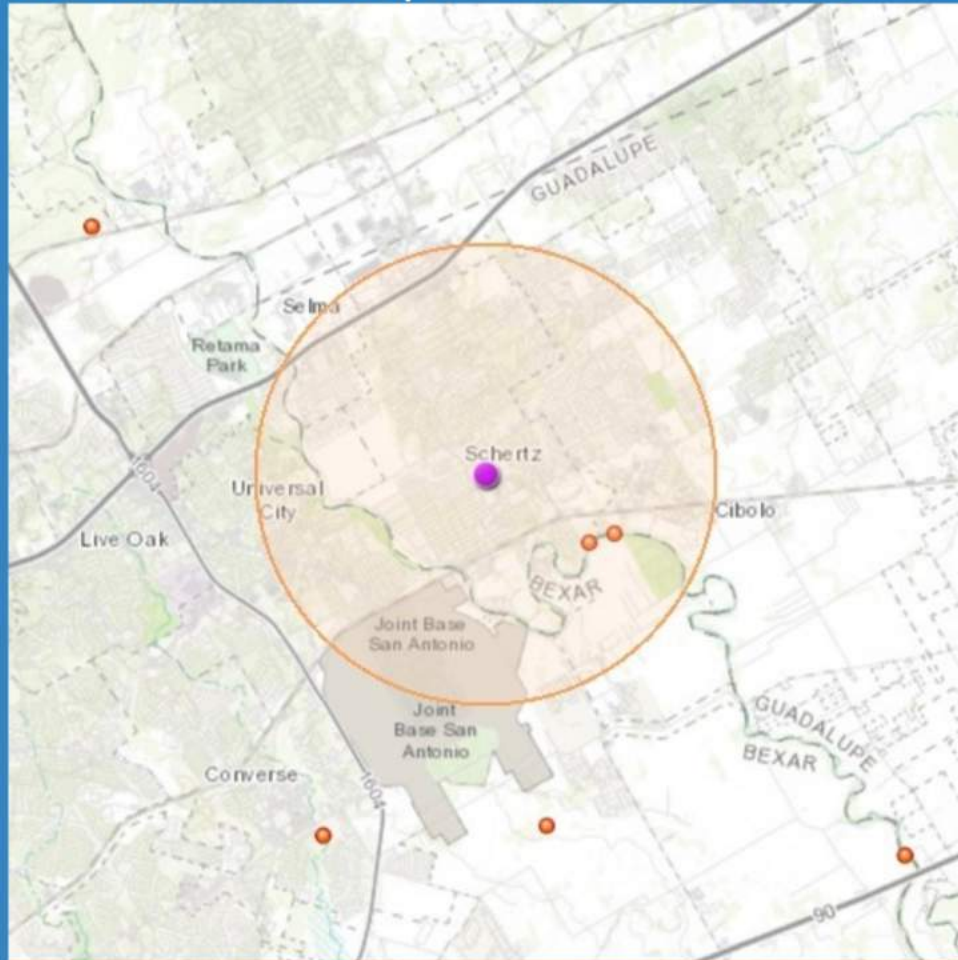 GUADALUPE
Selma
Retama
Park
Schertz
Universal
City
Cibolo
Live Oak
1604
BEXAR
Joint Base
San Antonio
Joint
Base San
Antonio
GUADALUPE
BEXAR
Converse
1604
90